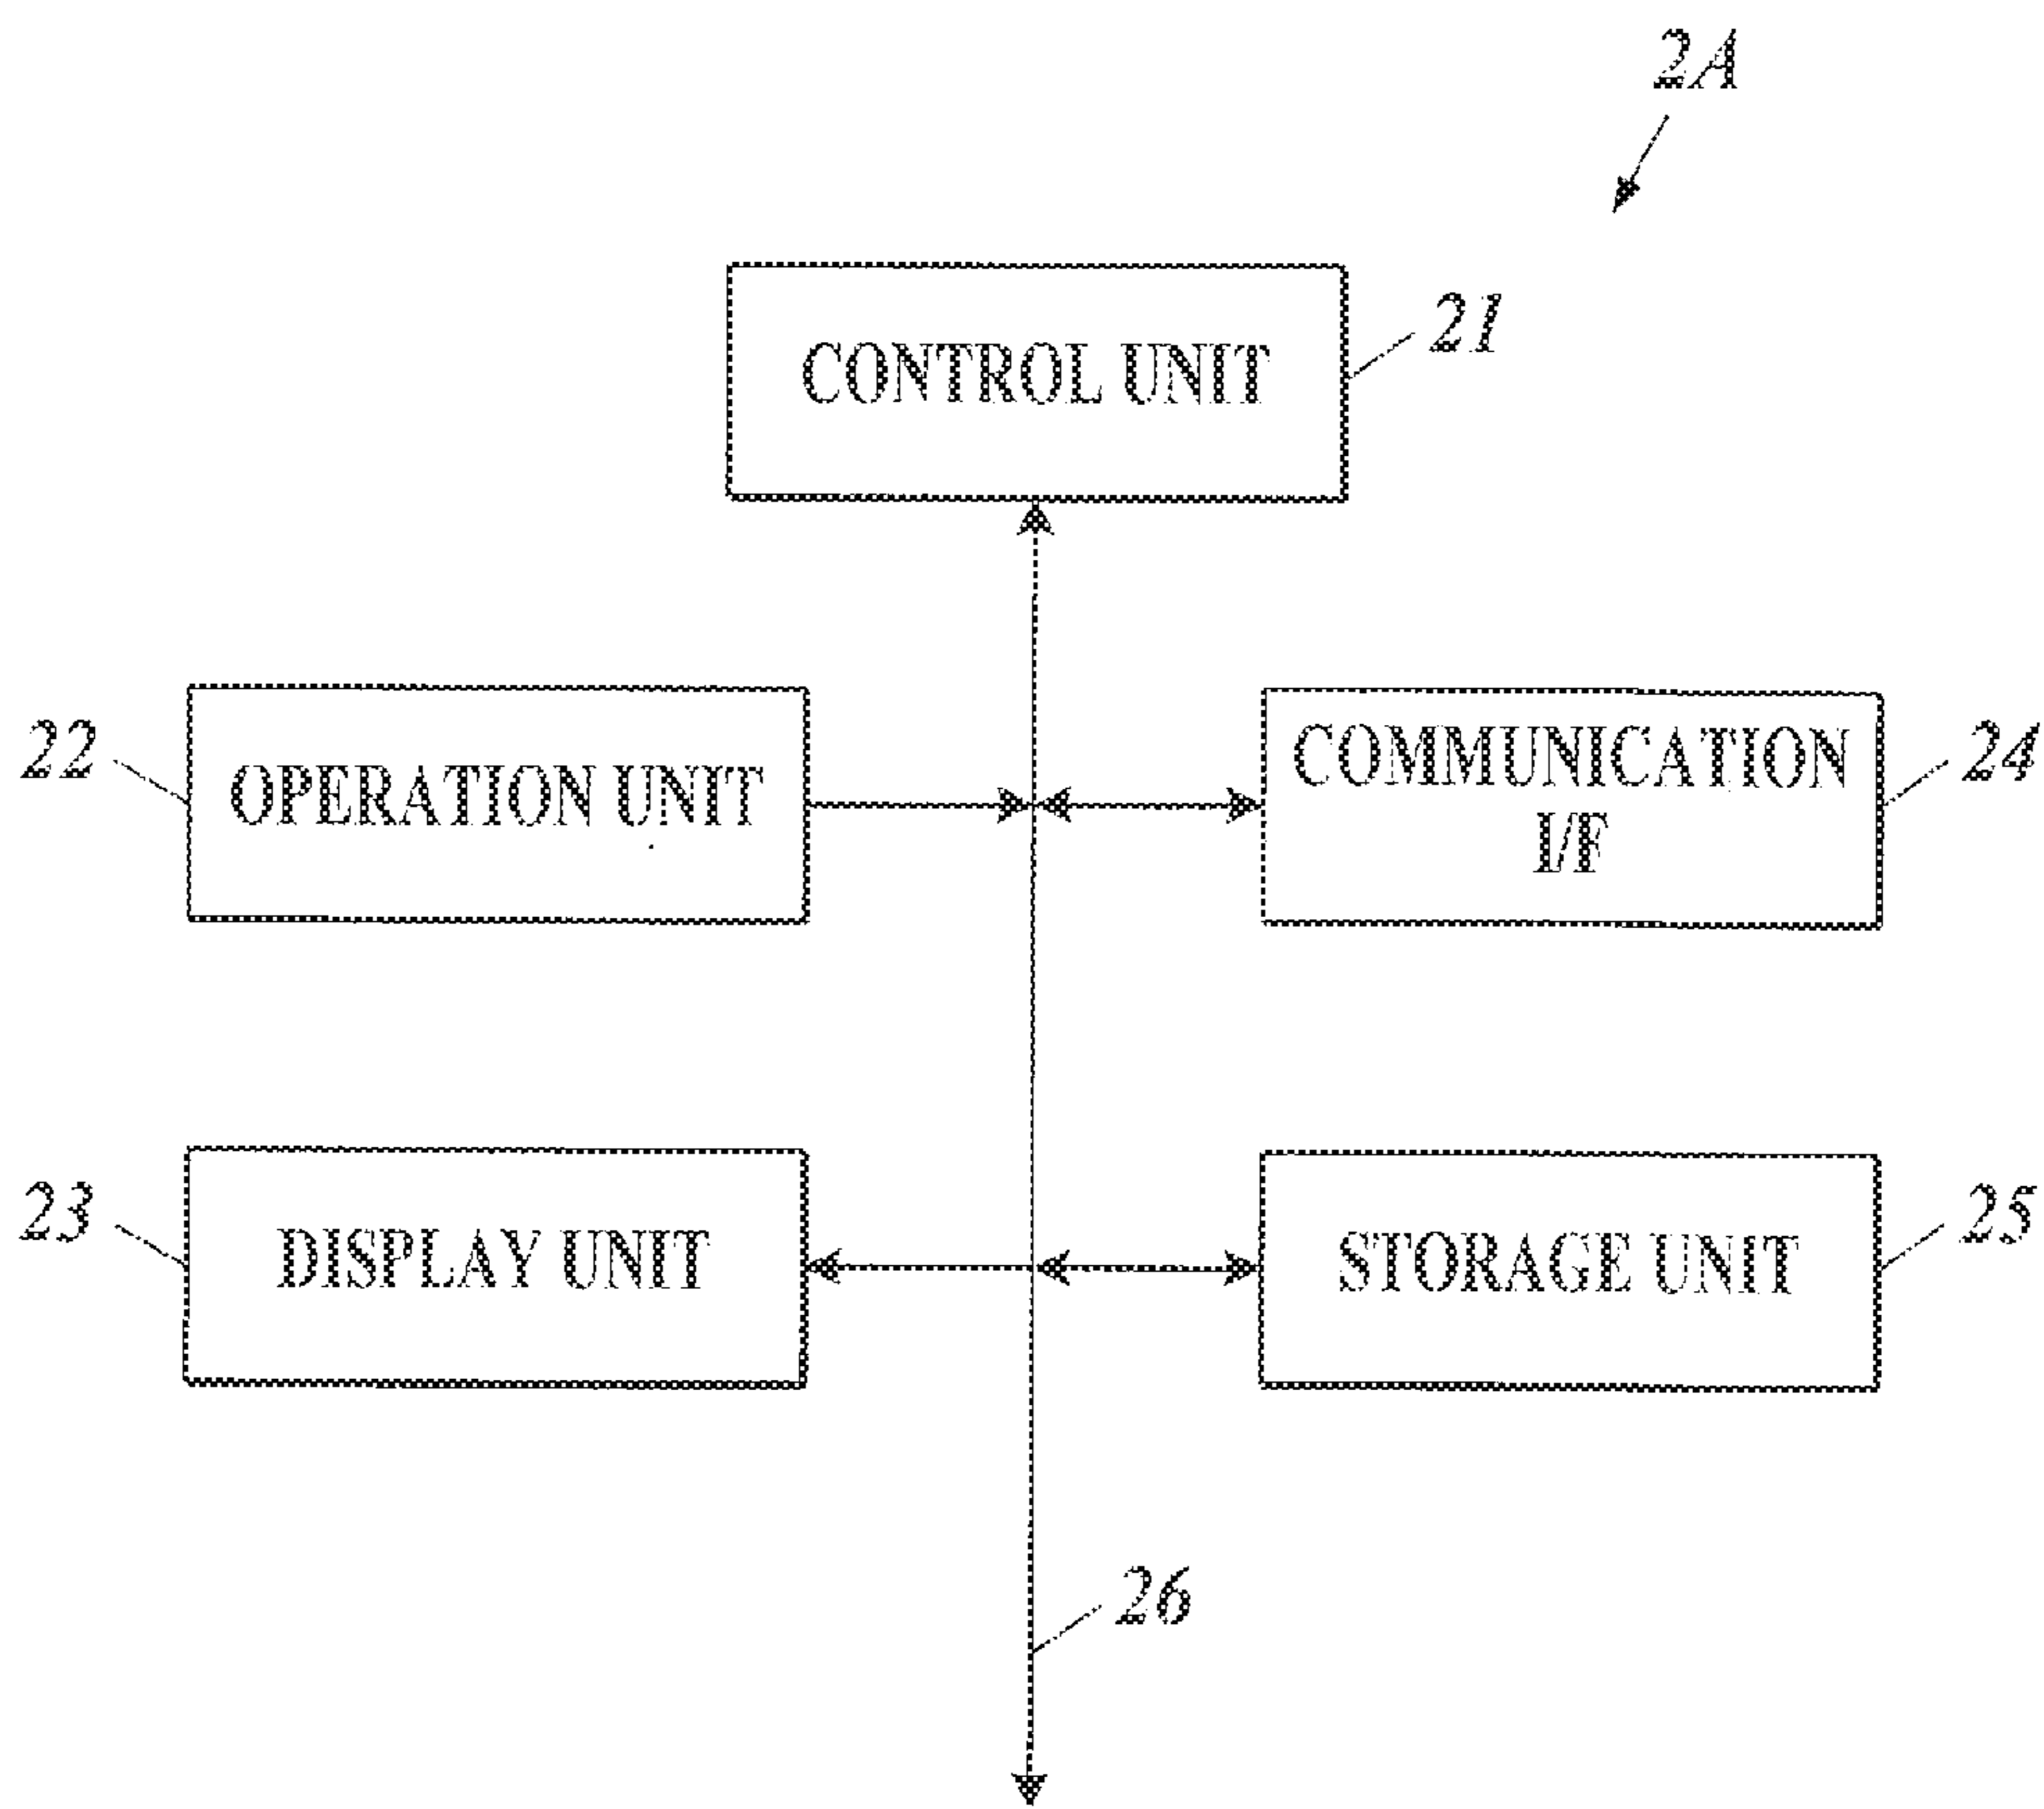 2A
CONTROL UNIT
21
22
OPERATION UNIT
COMMUNICATION
I/F
24
23
DISPLAY UNIT
STORAGE UNIT
25
26